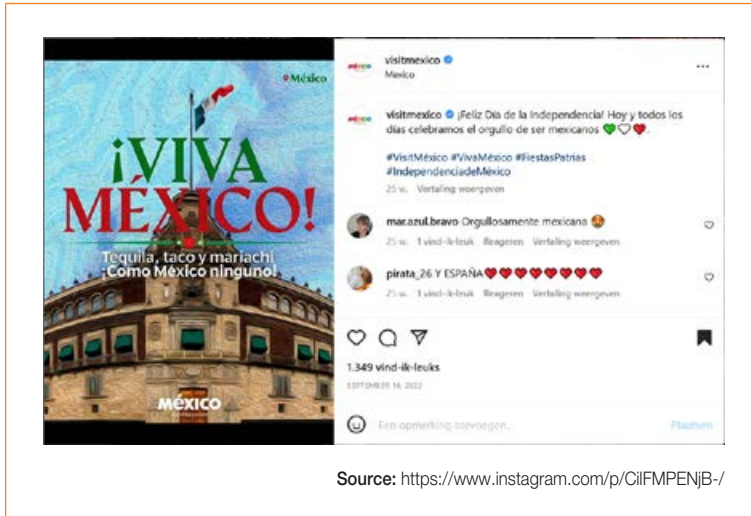 México
¡VIVA
MÉXICO!
Tequila, taco y mariachi
¡Como México ninguno!
MÉXICO
méxico
visitmexico
Mexico
visitmexico ¡Feliz Día de la Independencia! Hoy y todos los
días celebramos el orgullo de ser mexicanos 💚🤍❤️.
#VisitMéxico #VivaMéxico #FiestasPatrias
#IndependenciadeMéxico
25 w. Vertaling weergeven
mar.azul.bravo Orgullosamente mexicana 🥰
25 w. 1 vind-ik-leuk Reageren Vertaling weergeven
pirata_26 Y ESPAÑA❤️❤️❤️❤️❤️❤️❤️❤️
25 w. 1 vind-ik-leuk Reageren Vertaling weergeven
1.349 vind-ik-leuks
SEPTEMBER 16, 2022
Een opmerking toevoegen...
Plaatsen
Source: https://www.instagram.com/p/CilFMPENjB-/